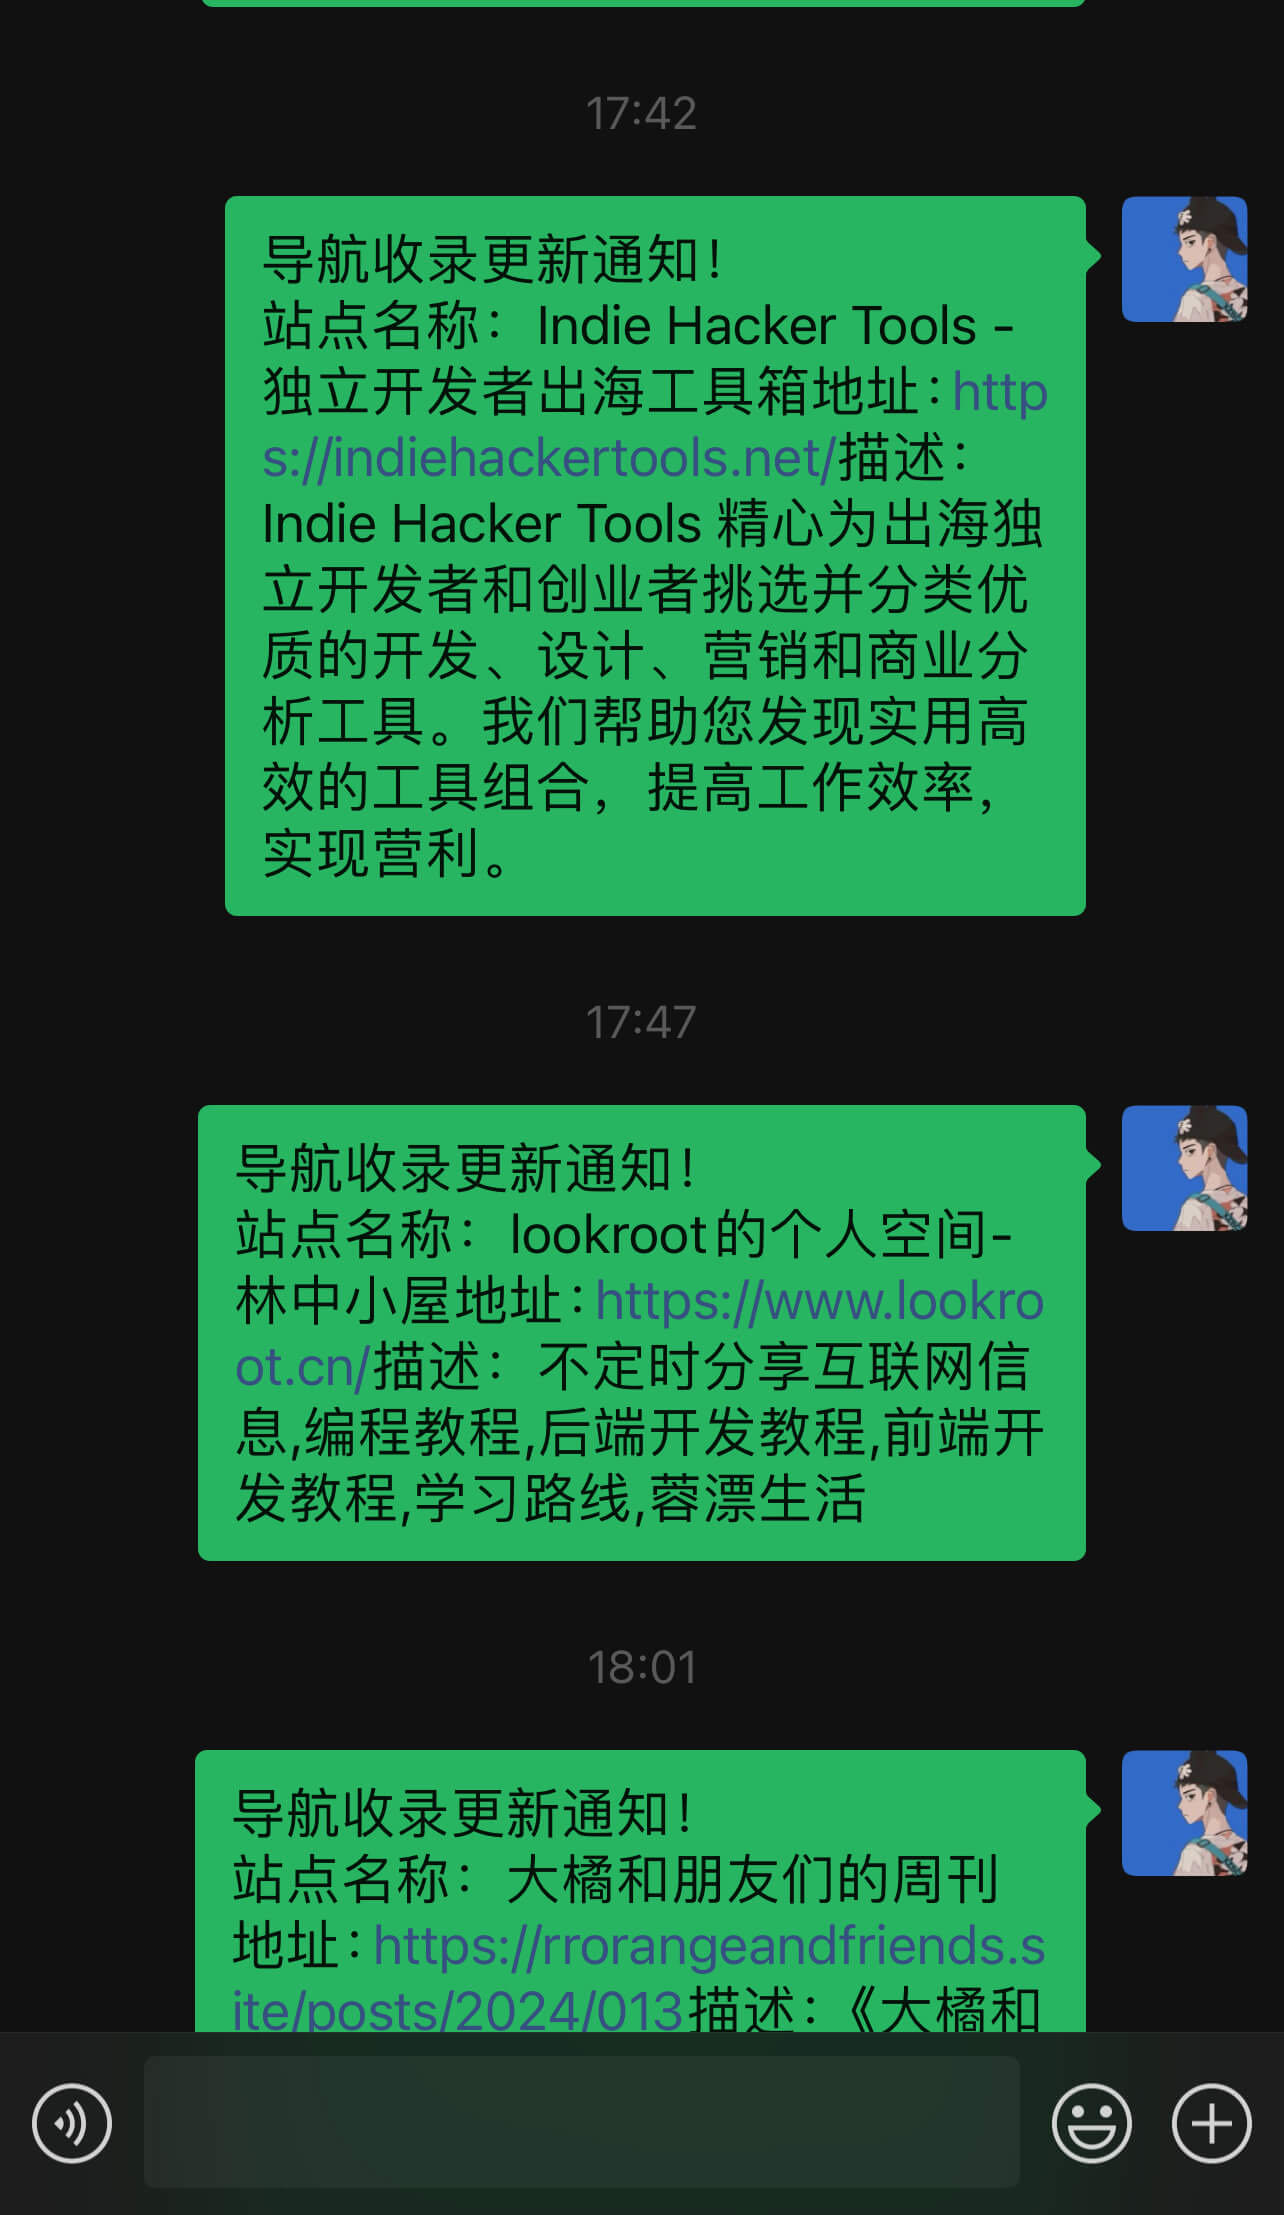 17:42
导航收录更新通知！
站点名称：Indie Hacker Tools -
独立开发者出海工具箱地址：http
s://indiehackertools.net/描述：
Indie Hacker Tools 精心为出海独
立开发者和创业者挑选并分类优
质的开发、设计、营销和商业分
析工具。我们帮助您发现实用高
效的工具组合，提高工作效率，
实现营利。
17:47
导航收录更新通知！
站点名称：lookroot的个人空间-
林中小屋地址：https://www.lookro
ot.cn/描述：不定时分享互联网信
息,编程教程,后端开发教程,前端开
发教程,学习路线,蓉漂生活
18:01
导航收录更新通知！
站点名称：大橘和朋友们的周刊
地址：https://rrorangeandfriends.s
ite/posts/2024/013描述：《大橘和